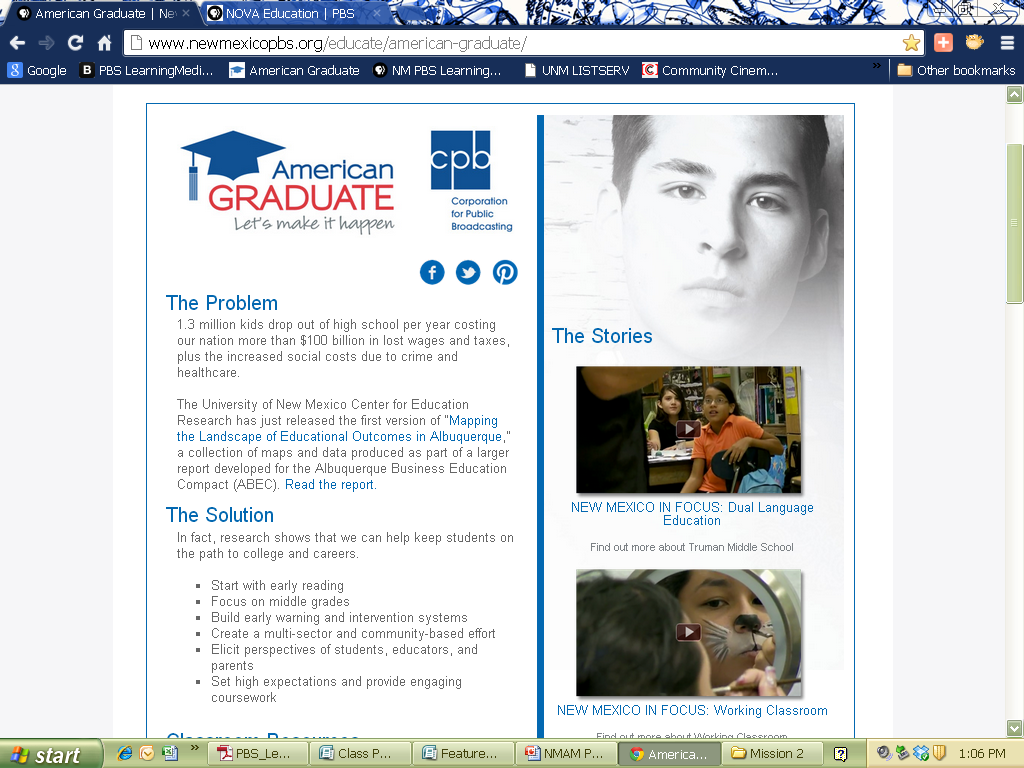 American Graduate | Ne
NOVA Education | PBS
www.newmexicopbs.org/educate/american-graduate/
Google
PBS LearningMedi...
American Graduate
NM PBS Learning...
UNM LISTSERV
Community Cinem...
Other bookmarks
American
GRADUATE
Let's make it happen
cpb
Corporation
for Public
Broadcasting
The Problem
1.3 million kids drop out of high school per year costing
our nation more than $100 billion in lost wages and taxes,
plus the increased social costs due to crime and
healthcare.
The University of New Mexico Center for Education
Research has just released the first version of "Mapping
the Landscape of Educational Outcomes in Albuquerque,"
a collection of maps and data produced as part of a larger
report developed for the Albuquerque Business Education
Compact (ABEC). Read the report.
The Solution
In fact, research shows that we can help keep students on
the path to college and careers.
Start with early reading
Focus on middle grades
Build early warning and intervention systems
Create a multi-sector and community-based effort
Elicit perspectives of students, educators, and
parents
Set high expectations and provide engaging
coursework
Classroom Resources
The Stories
NEW MEXICO IN FOCUS: Dual Language
Education
Find out more about Truman Middle School
NEW MEXICO IN FOCUS: Working Classroom
Find out more about Working Classroom
start
PBS_Le...
Class P...
Feature...
NMAM P...
America...
Mission 2
1:06 PM